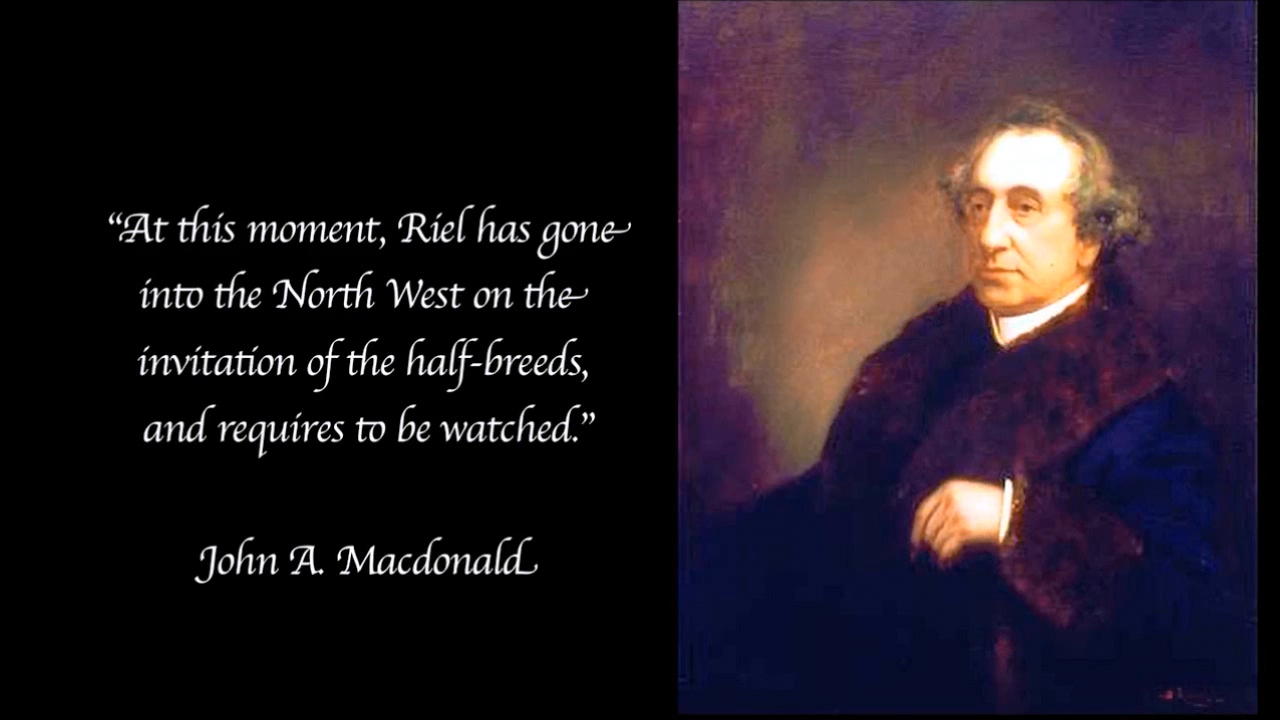 “At this moment, Riel has gone
into the North West on the
invitation of the half-breeds,
and requires to be watched.”
John A. Macdonald